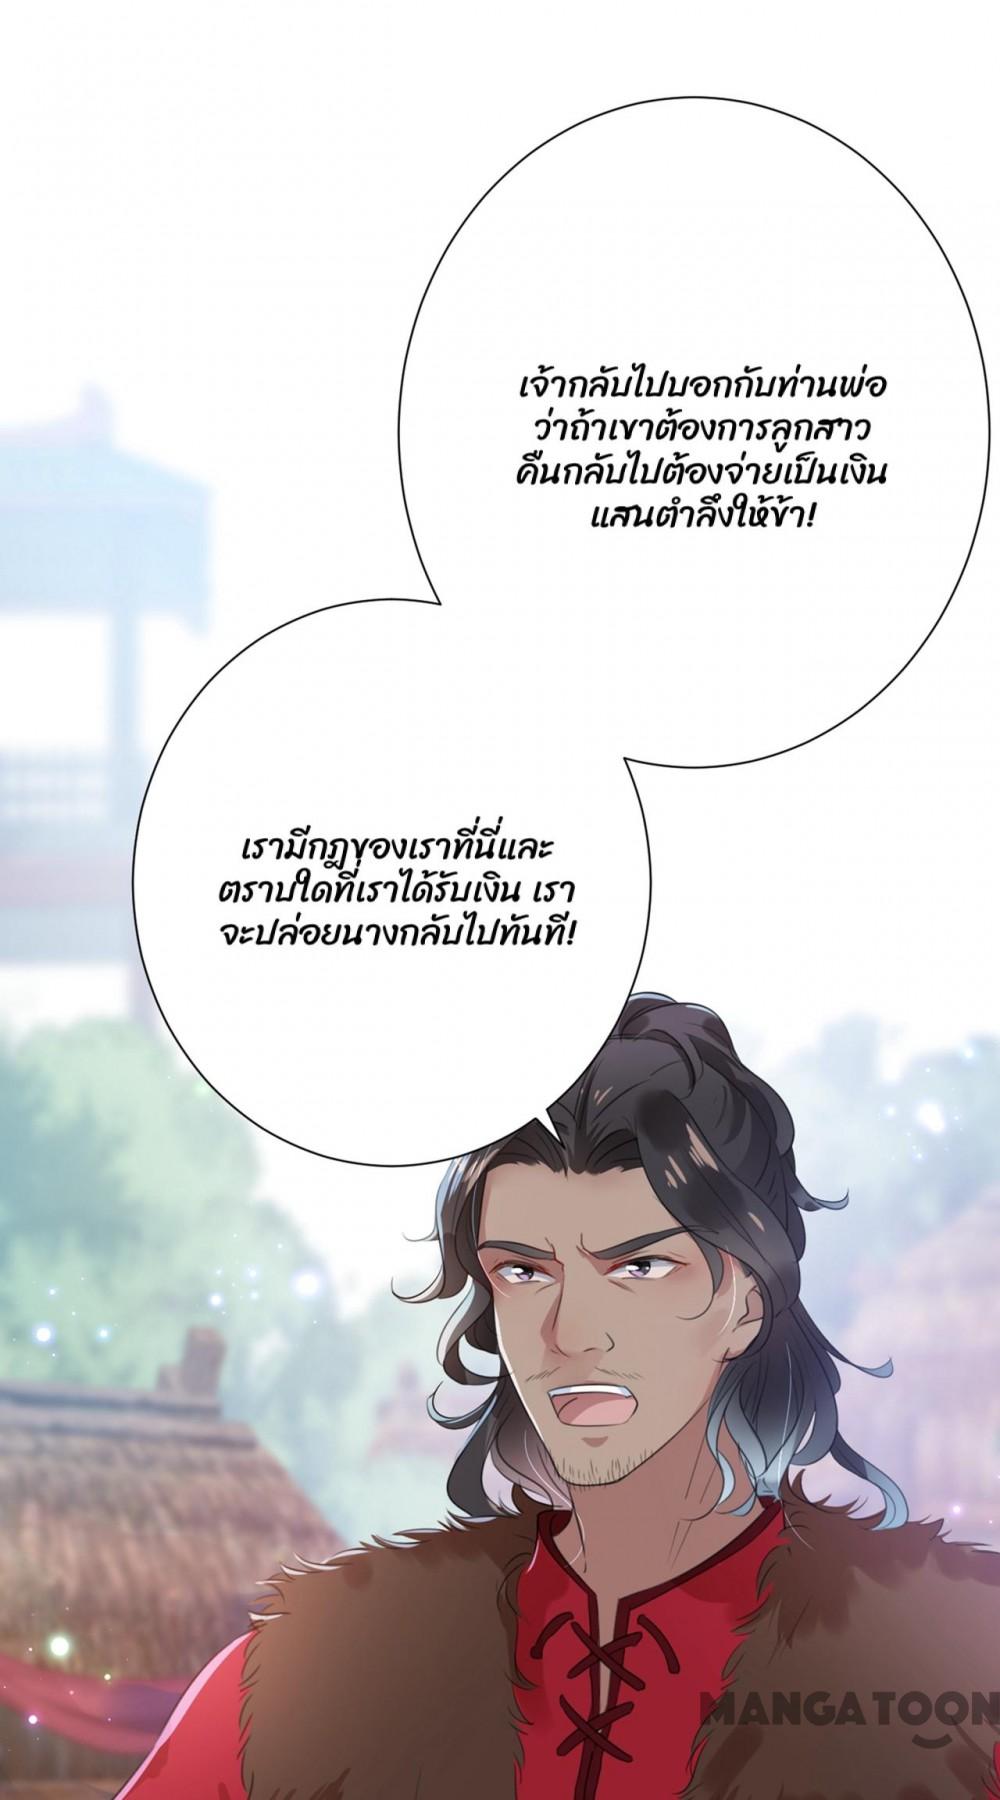 เจ้ากลับไปบอกกับท่านพ่อ
ว่าถ้าเขาต้องการลูกสาว
คืนกลับไปต้องจ่ายเป็นเงิน
แสนตำลึงให้ข้า!
เรามีกฎของเราที่นี่และ
ตราบใดที่เราได้รับเงิน เรา
จะปล่อยนางกลับไปทันที!
MANGATOON